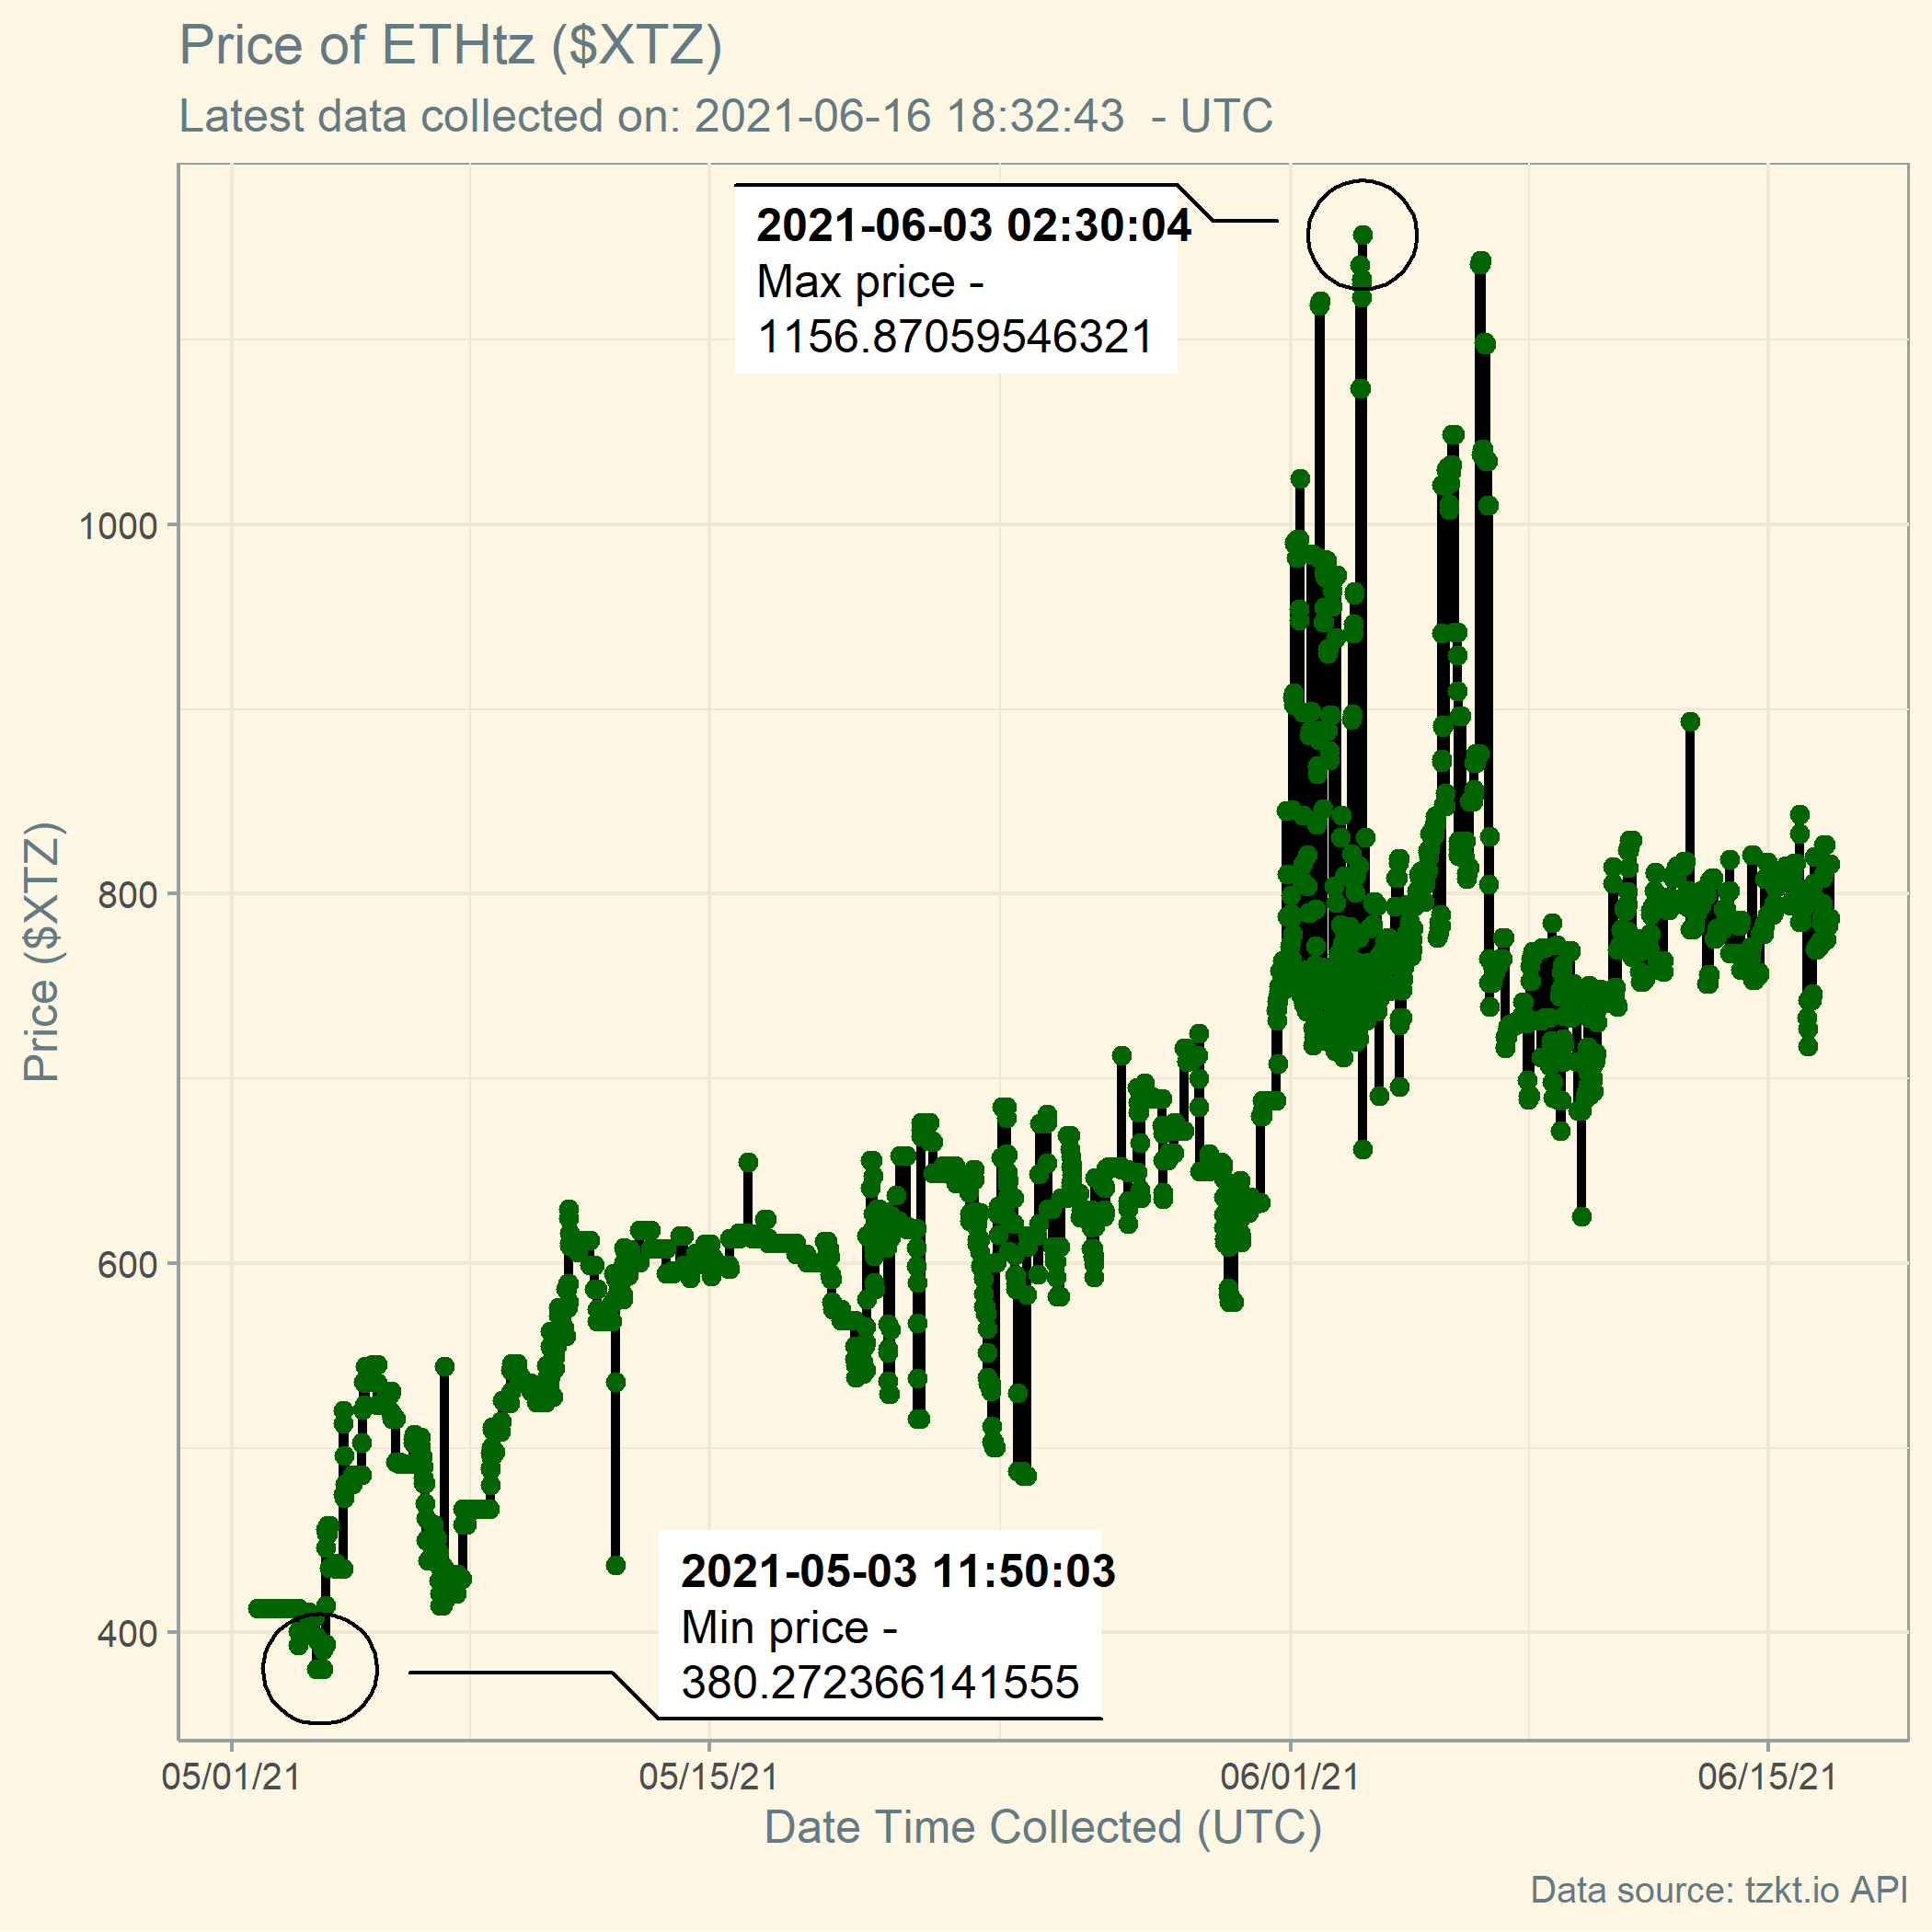 Price of ETHtz ($XTZ)
Latest data collected on: 2021-06-16 18:32:43  - UTC
2021-06-03 02:30:04
Max price -
1156.87059546321
1000
800
600
400
Price ($XTZ)
2021-05-03 11:50:03
Min price -
380.272366141555
05/01/21
05/15/21
06/01/21
06/15/21
Date Time Collected (UTC)
Data source: tzkt.io API